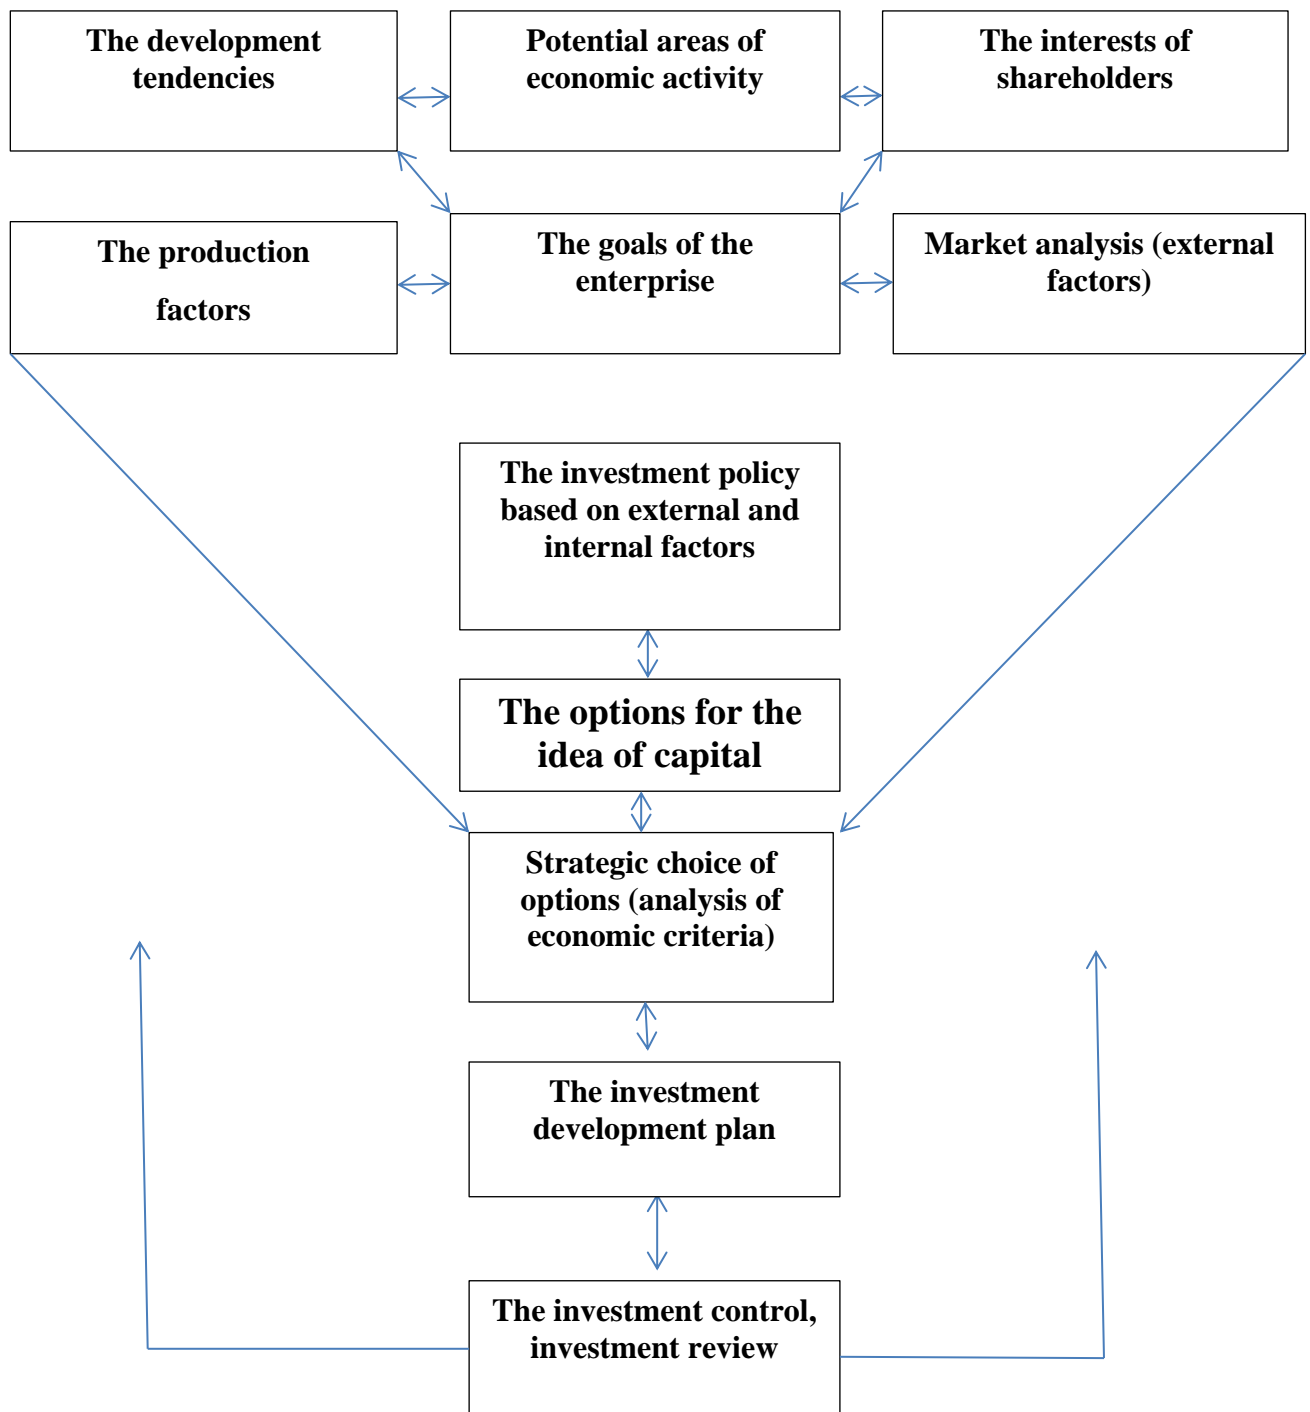 The development
tendencies
Potential areas of
economic activity
The interests of
shareholders
The production
factors
The goals of the
enterprise
Market analysis (external
factors)
The investment policy
based on external and
internal factors
The options for the
idea of capital
Strategic choice of
options (analysis of
economic criteria)
The investment
development plan
The investment control,
investment review